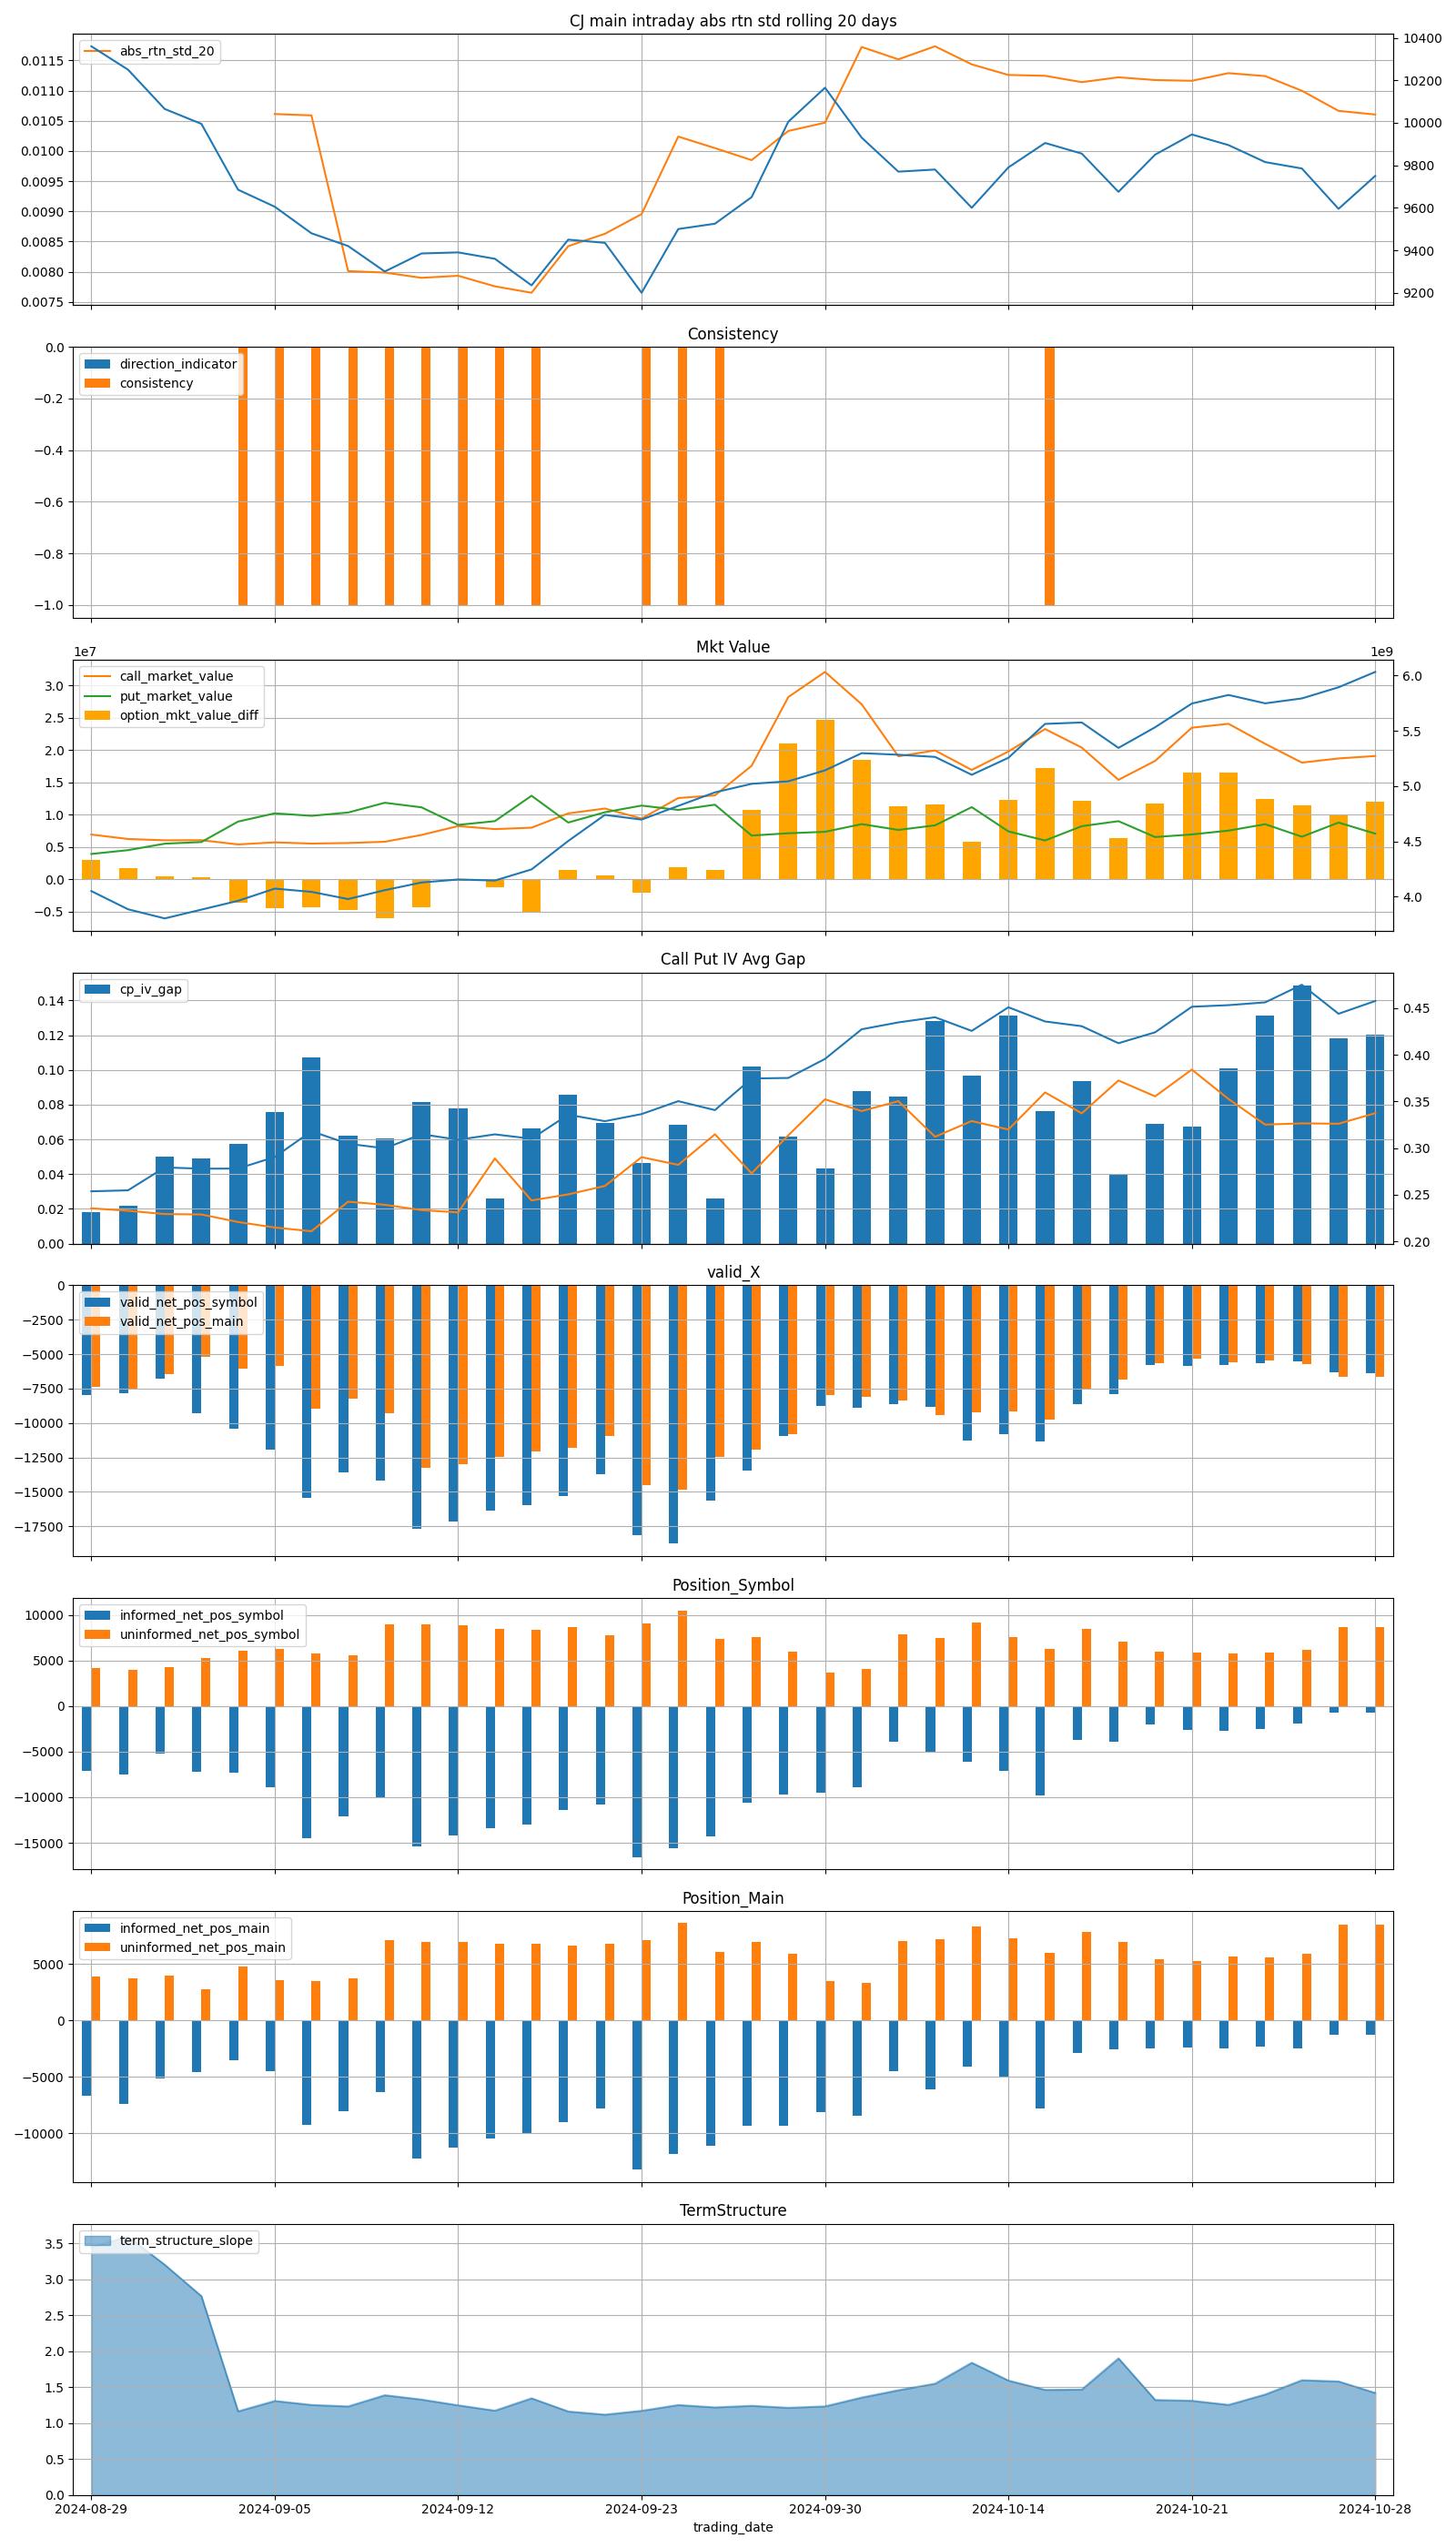 CJ main intraday abs rtn std rolling 20 days
abs_rtn_std_20
0.0115
0.0110
0.0105
0.0100
0.0095
0.0090
0.0085
0.0080
0.0075
10400
10200
10000
9800
9600
9400
9200
Consistency
direction_indicator
consistency
0.0
−0.2
−0.4
−0.6
−0.8
−1.0
Mkt Value
1e7
1e9
call_market_value
put_market_value
option_mkt_value_diff
3.0
2.5
2.0
1.5
1.0
0.5
0.0
−0.5
6.0
5.5
5.0
4.5
4.0
Call Put IV Avg Gap
cp_iv_gap
0.14
0.12
0.10
0.08
0.06
0.04
0.02
0.00
0.45
0.40
0.35
0.30
0.25
0.20
valid_X
valid_net_pos_symbol
valid_net_pos_main
0
−2500
−5000
−7500
−10000
−12500
−15000
−17500
Position_Symbol
informed_net_pos_symbol
uninformed_net_pos_symbol
10000
5000
0
−5000
−10000
−15000
Position_Main
informed_net_pos_main
uninformed_net_pos_main
5000
0
−5000
−10000
TermStructure
term_structure_slope
3.5
3.0
2.5
2.0
1.5
1.0
0.5
0.0
2024-08-29 2024-09-05 2024-09-12 2024-09-23 2024-09-30 2024-10-14 2024-10-21 2024-10-28
trading_date